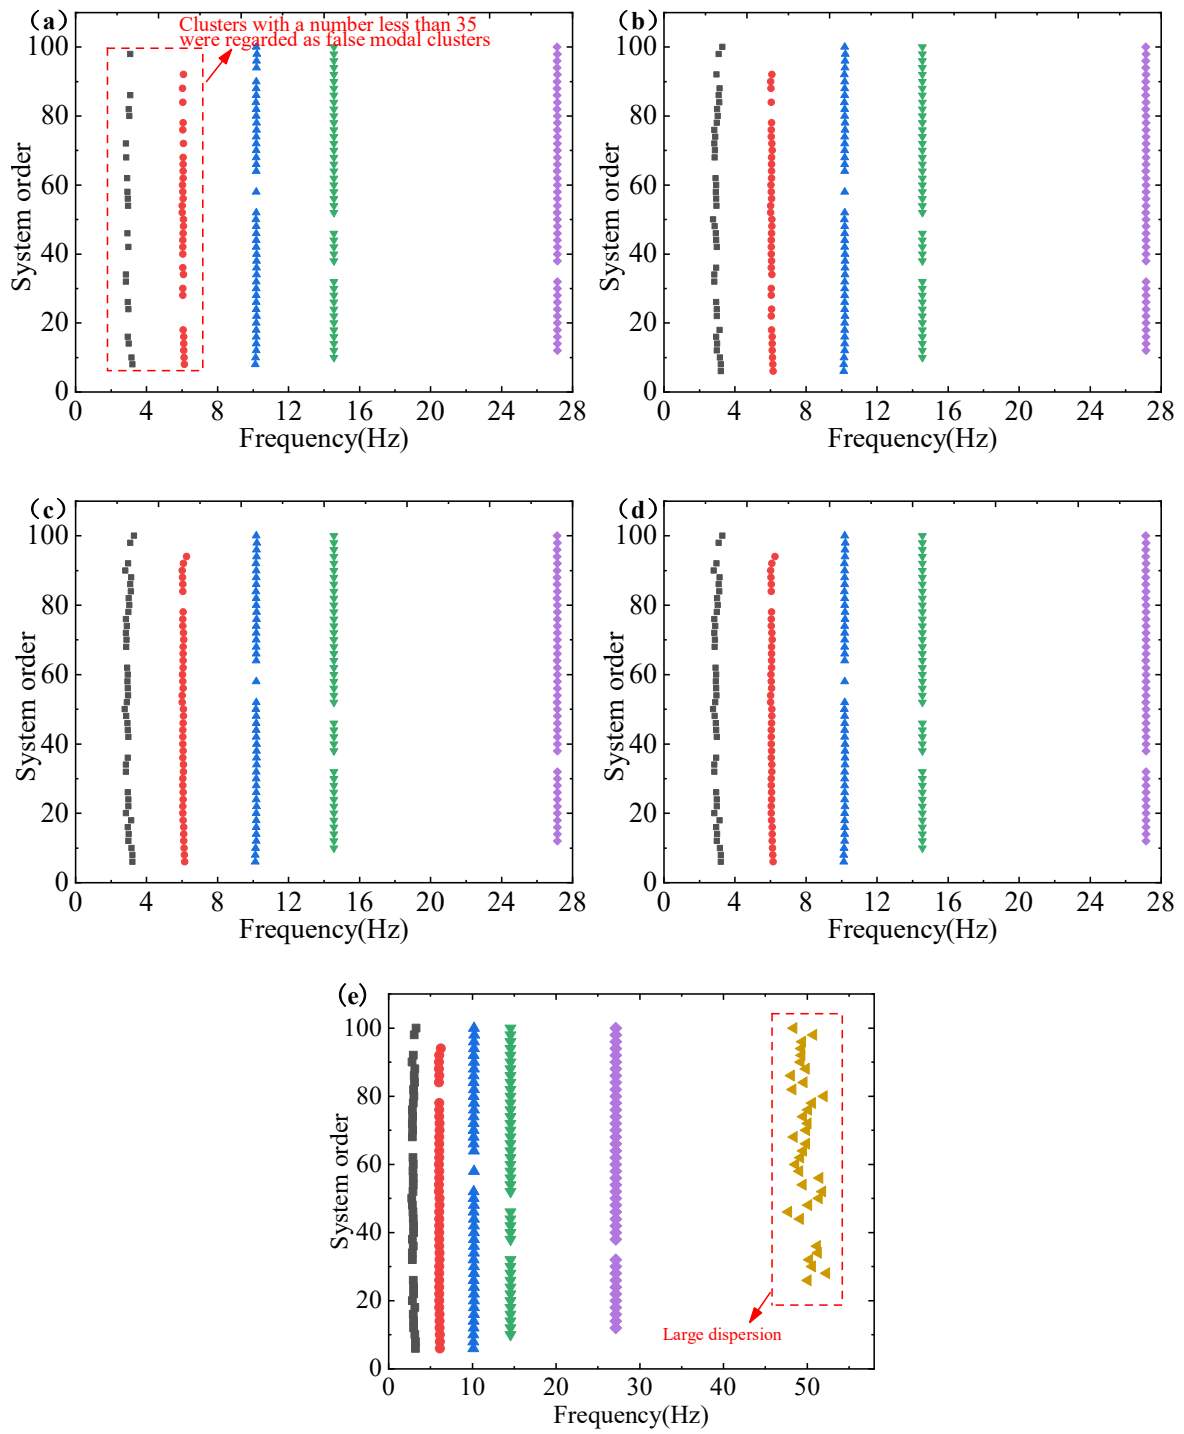 (a)
Clusters with a number less than 35
were regarded as false modal clusters
100
80
60
40
20
0
System order
0 4 8 12 16 20 24 28
Frequency(Hz)
(b)
100
80
60
40
20
0
System order
0 4 8 12 16 20 24 28
Frequency(Hz)
(c)
100
80
60
40
20
0
System order
0 4 8 12 16 20 24 28
Frequency(Hz)
(d)
100
80
60
40
20
0
System order
0 4 8 12 16 20 24 28
Frequency(Hz)
(e)
100
80
60
40
20
0
System order
Large dispersion
0 10 20 30 40 50
Frequency(Hz)